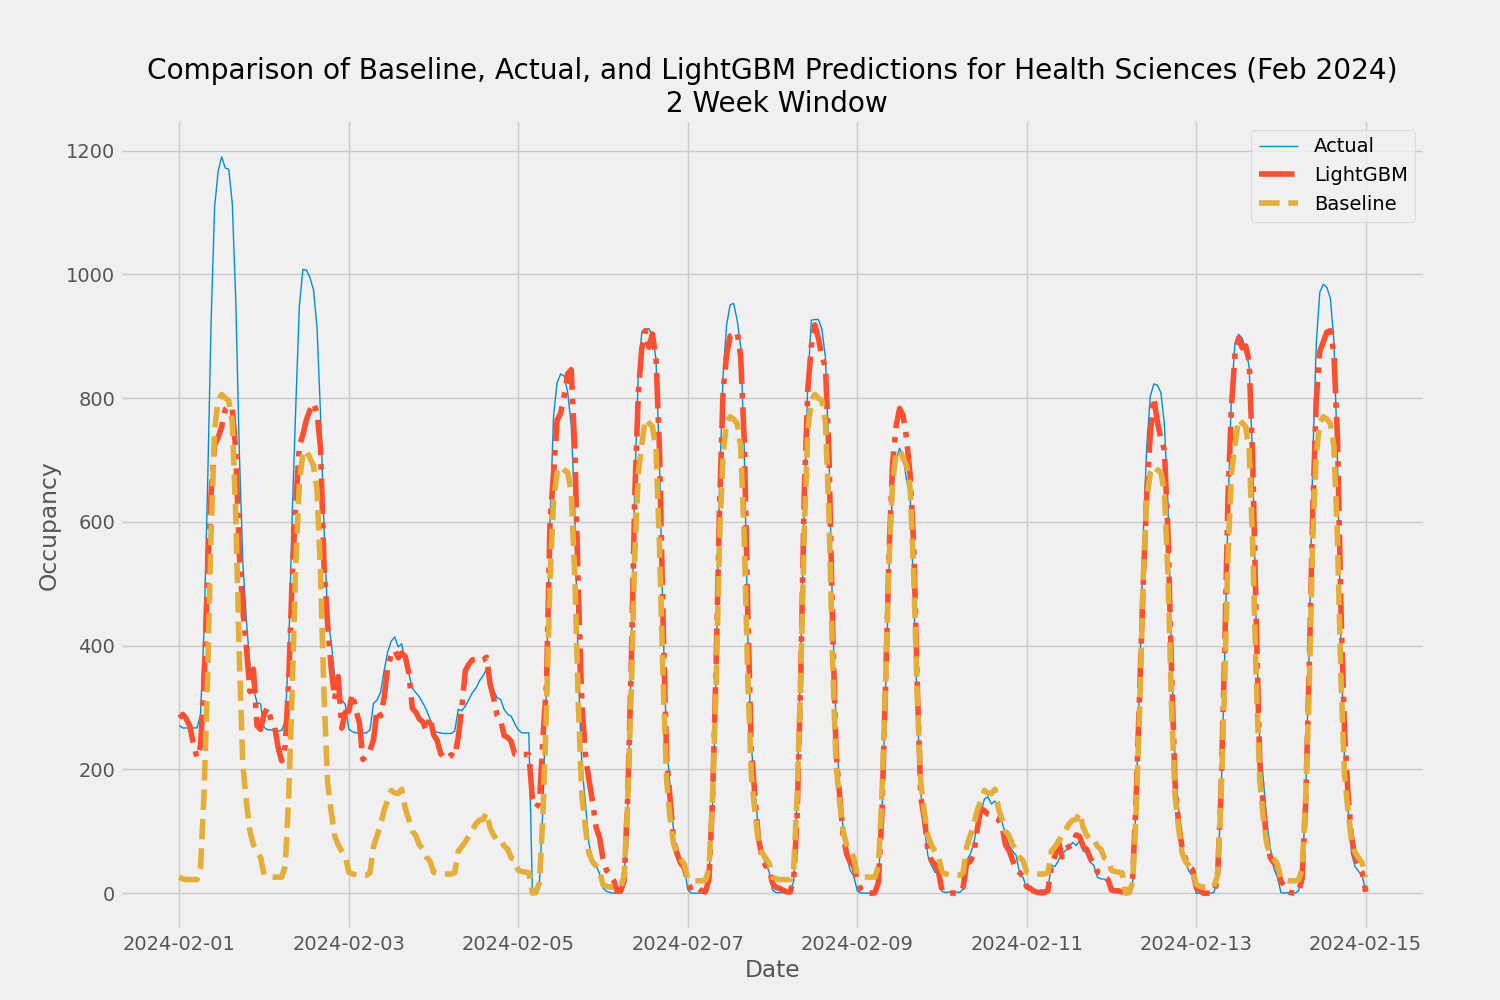 Comparison of Baseline, Actual, and LightGBM Predictions for Health Sciences (Feb 2024)
2 Week Window
Actual
LightGBM
Baseline
1200
1000
800
600
400
200
0
Occupancy
2024-02-01
2024-02-03
2024-02-05
2024-02-07
2024-02-09
2024-02-11
2024-02-13
2024-02-15
Date